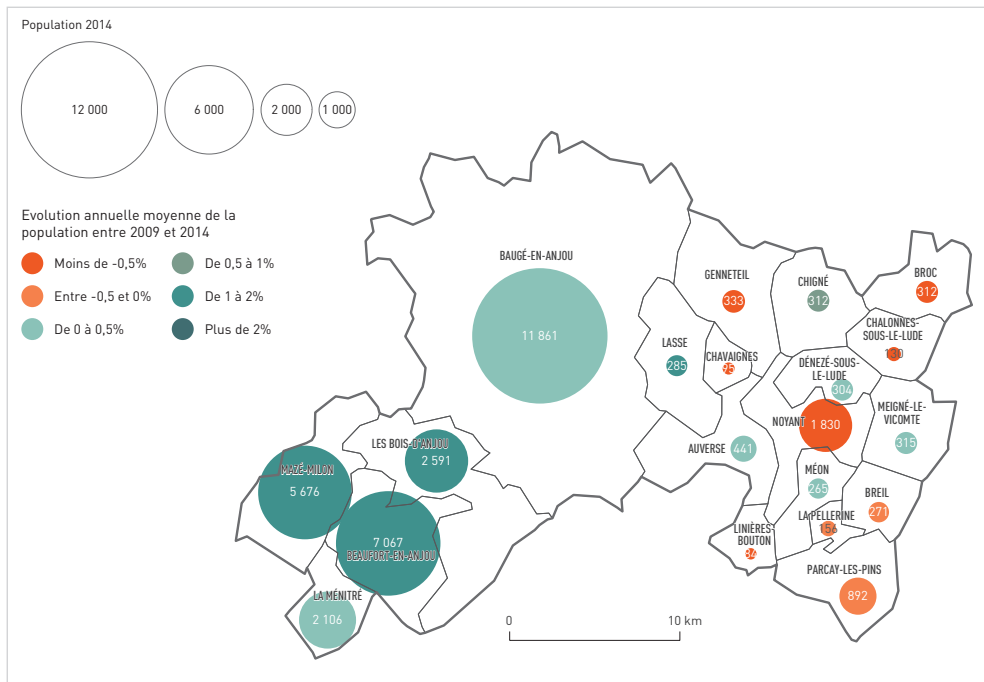 Population 2014
12 000
6 000
2 000
1 000
Evolution annuelle moyenne de la
population entre 2009 et 2014
Moins de -0,5%
De 0,5 à 1%
Entre -0,5 et 0%
De 1 à 2%
De 0 à 0,5%
Plus de 2%
BAUGÉ-EN-ANJOU
11 861
GENNETEIL
333
CHIGNÉ
312
BROC
312
CHALONNES-
SOUS-LE-LUDE
130
LASSE
285
CHAVAIGNES
95
DÉNEZÉ-SOUS-
LE-LUDE
304
NOYANT
1 830
MEIGNÉ-LE-
VICOMTE
315
AUVERSE
441
MÉON
265
BREIL
271
LA PELLERINE
156
LINIÈRES-
BOUTON
84
PARCAY-LES-PINS
892
LES BOIS-D'ANJOU
2 591
MAZÉ-MILON
5 676
7 067
BEAUFORT-EN-ANJOU
LA MÉNITRÉ
2 106
0
10 km